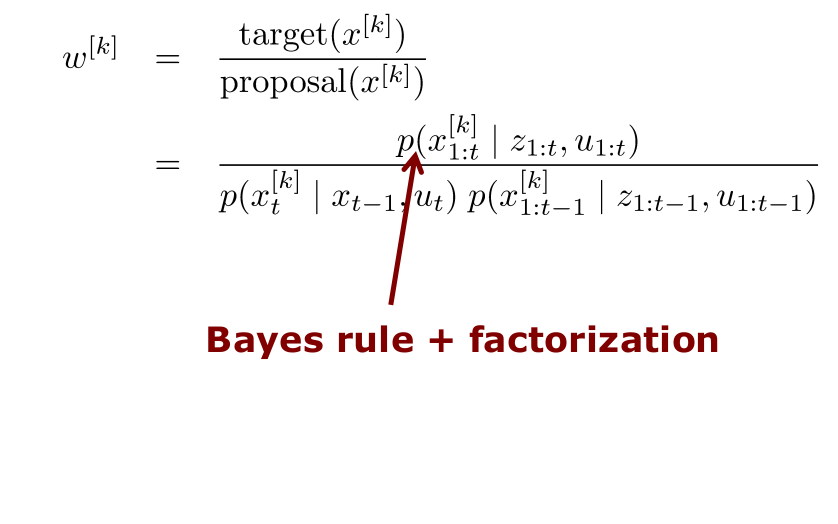 w^{[k]} = \frac{\text{target}(x^{[k]})}{\text{proposal}(x^{[k]})}
= \frac{p(x_{1:t}^{[k]} \mid z_{1:t}, u_{1:t})}{p(x_t^{[k]} \mid x_{t-1}, u_t) \; p(x_{1:t-1}^{[k]} \mid z_{1:t-1}, u_{1:t-1})}
Bayes rule + factorization